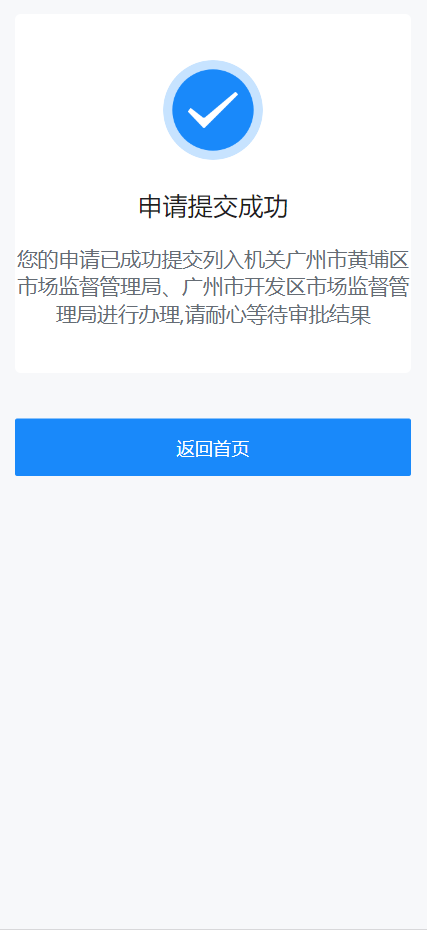 申请提交成功
您的申请已成功提交列入机关广州市黄埔区
市场监督管理局、广州市开发区市场监督管
理局进行办理,请耐心等待审批结果
返回首页